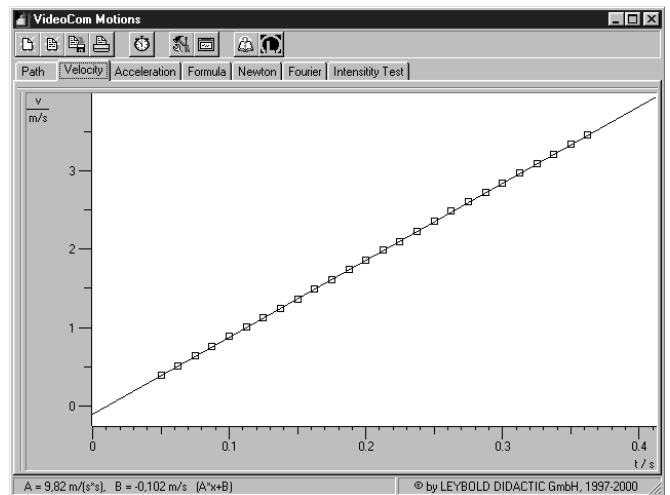 VideoCom Motions
Path Velocity Acceleration Formula Newton Fourier Intensitity Test
v
m/s
3
2
1
0
0 0.1 0.2 0.3 0.4
t / s
A = 9,82 m/(s*s), B = -0,102 m/s (A*x+B)
© by LEYBOLD DIDACTIC GmbH, 1997-2000